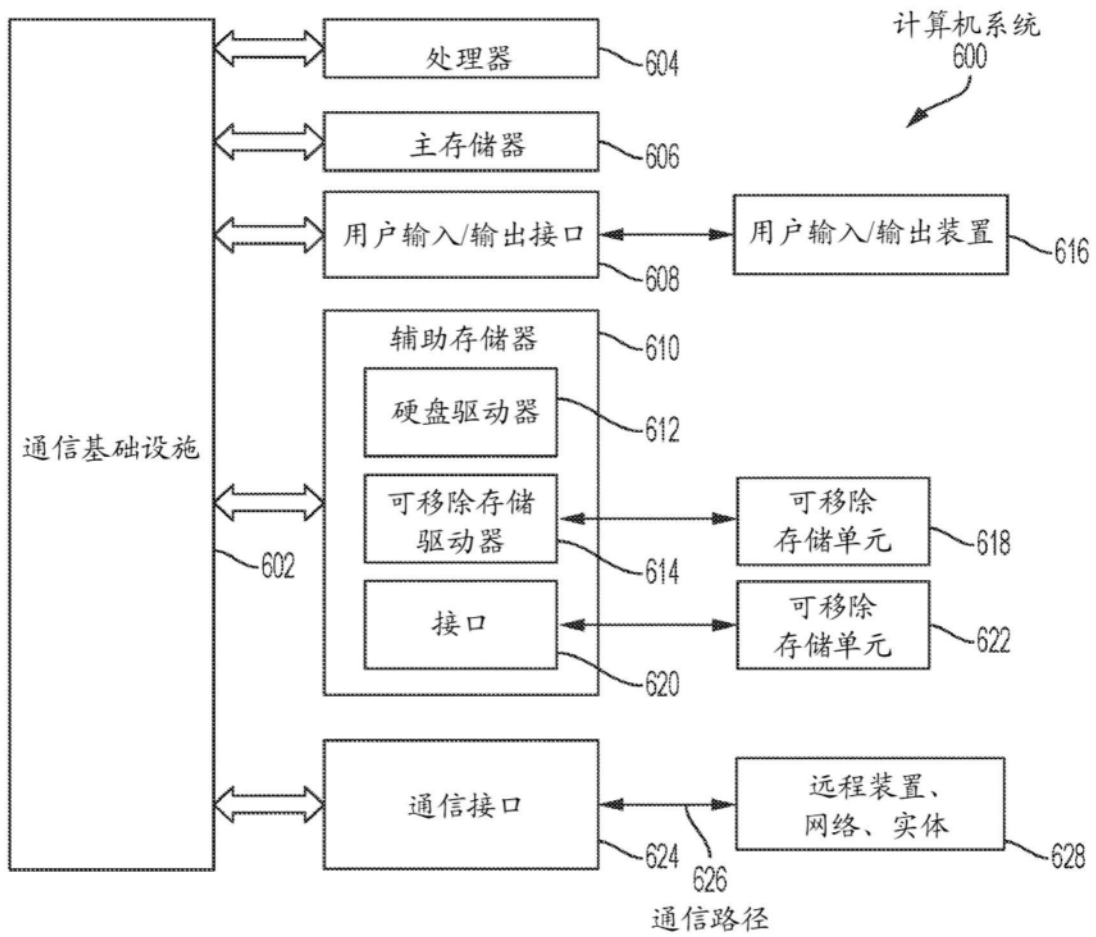 计算机系统
600
处理器
604
主存储器
606
用户输入/输出接口
608
用户输入/输出装置
616
辅助存储器
610
硬盘驱动器
612
通信基础设施
602
可移除存储
驱动器
614
可移除
存储单元
618
接口
620
可移除
存储单元
622
通信接口
624
626
通信路径
远程装置、
网络、实体
628